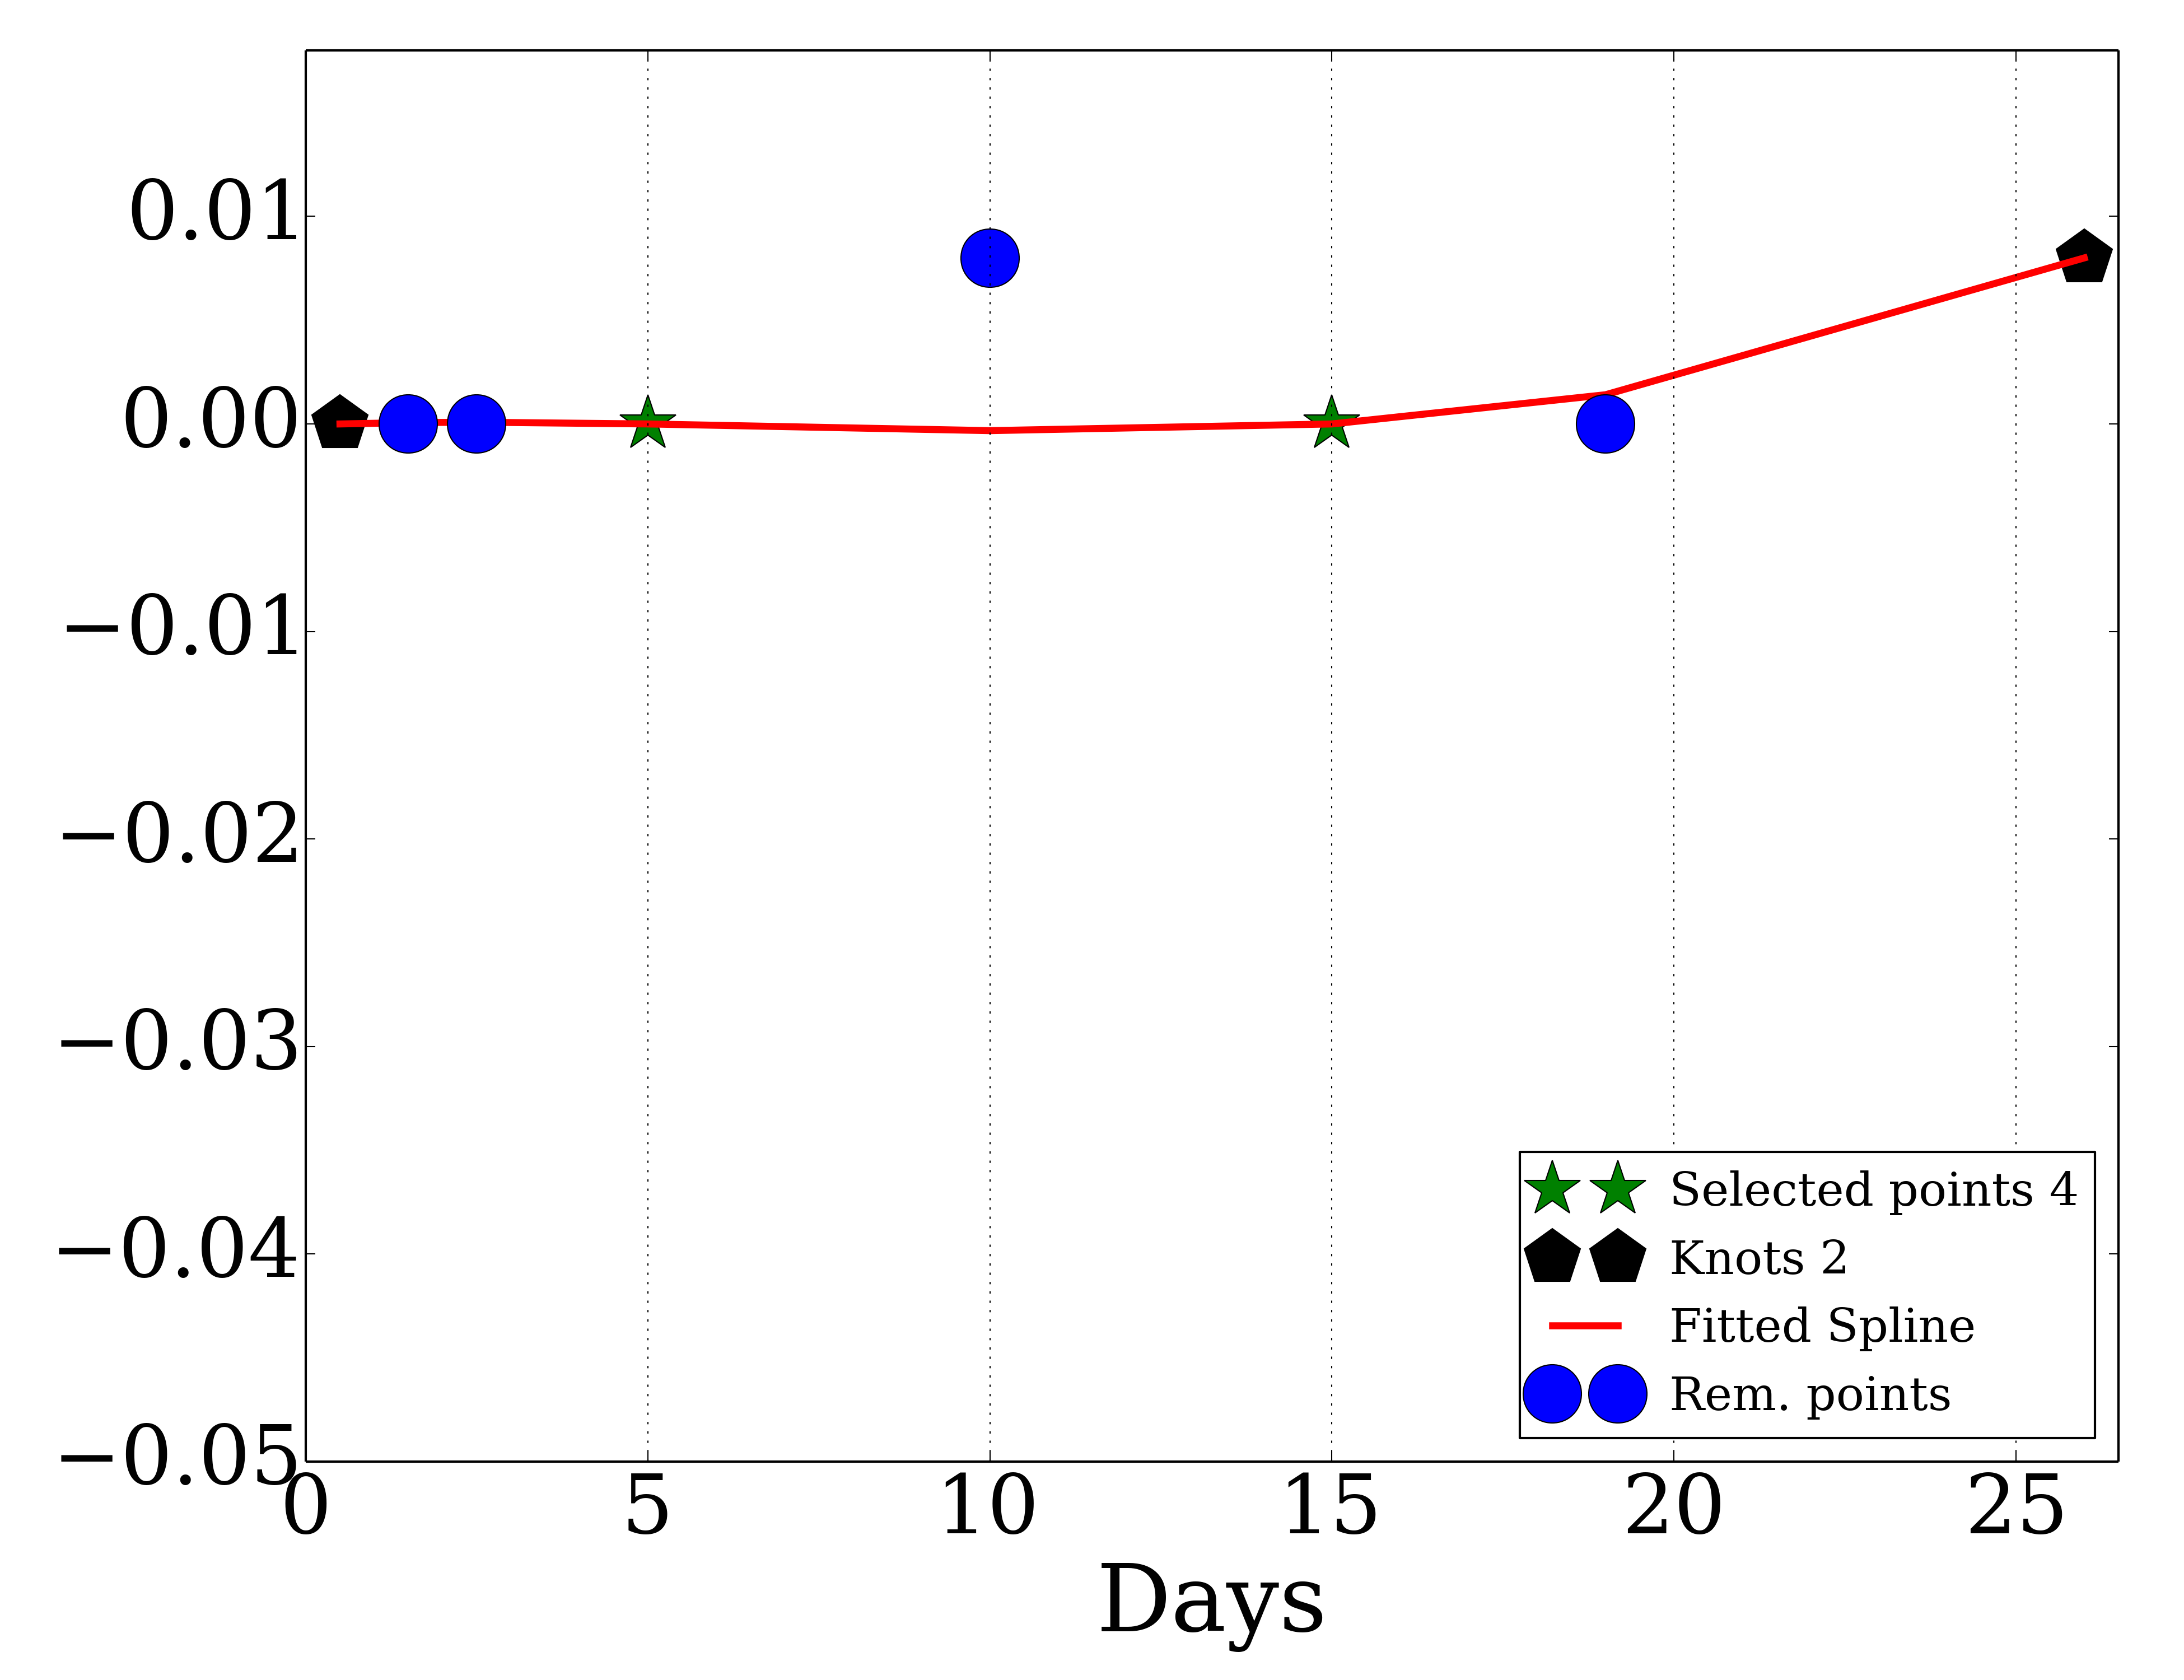 0.01
0.00
−0.01
−0.02
−0.03
−0.04
−0.05
0 5 10 15 20 25
Days
Selected points 4
Knots 2
Fitted Spline
Rem. points